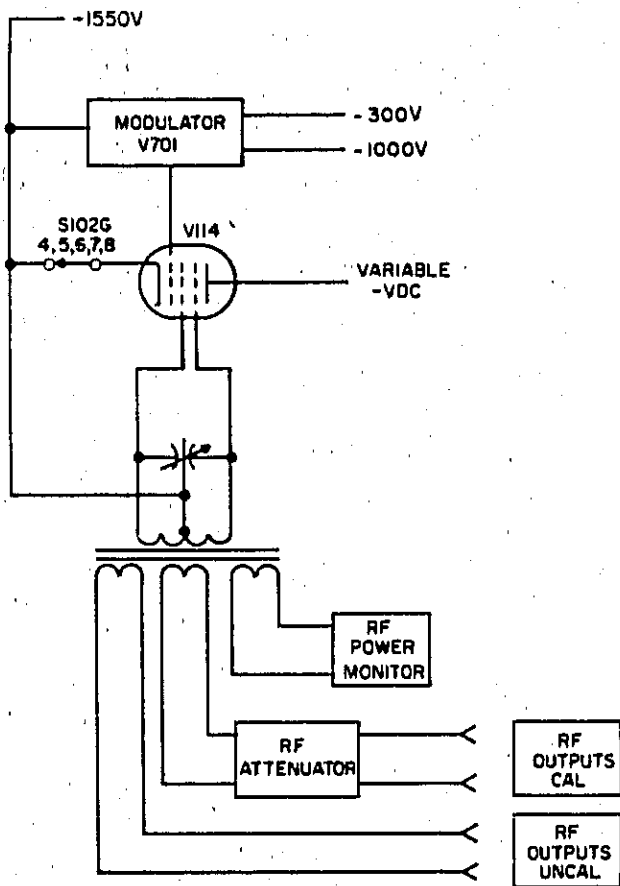 -1550V
MODULATOR
V701
-300V
-1000V
S102G
4,5,6,7,8
V114
VARIABLE
-VDC
RF
POWER
MONITOR
RF
ATTENUATOR
RF
OUTPUTS
CAL
RF
OUTPUTS
UNCAL